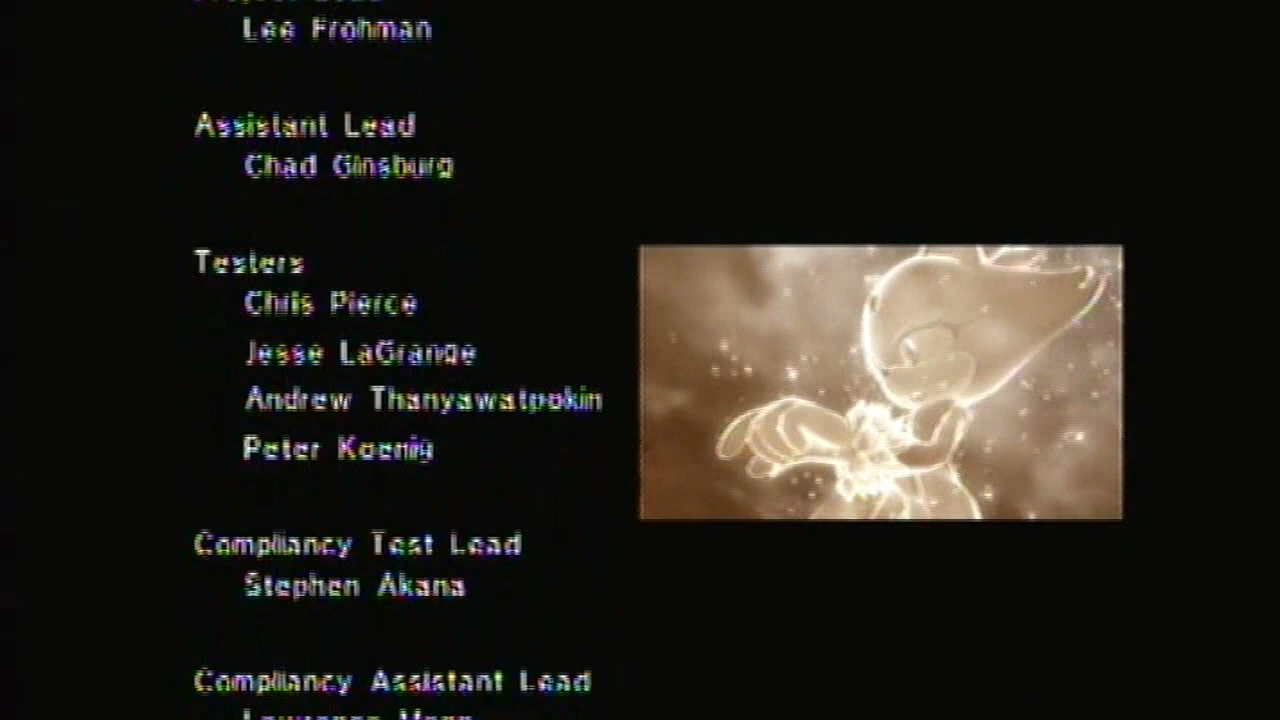 Lee Frohman
Assistant Lead
Chad Ginsburg
Testers
Chris Pierce
Jesse LaGrange
Andrew Thanyawatpokin
Peter Koenig
Compliancy Test Lead
Stephen Akana
Compliancy Assistant Lead